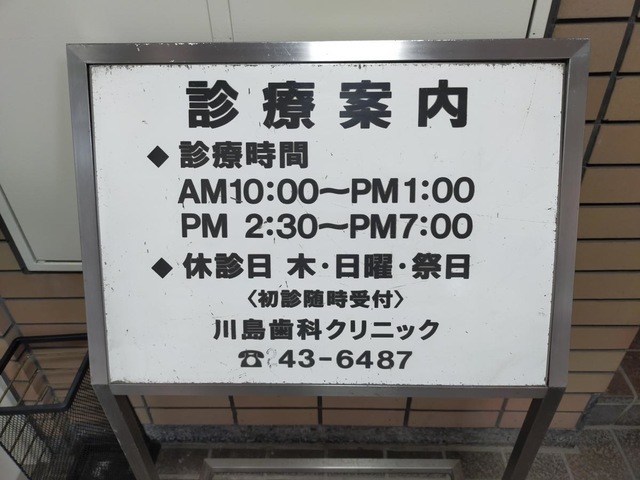 診療案内
◆診療時間
AM10:00〜PM1:00
PM 2:30〜PM7:00
◆休診日 木・日曜・祭日
〈初診随時受付〉
川島歯科クリニック
☎ 43-6487